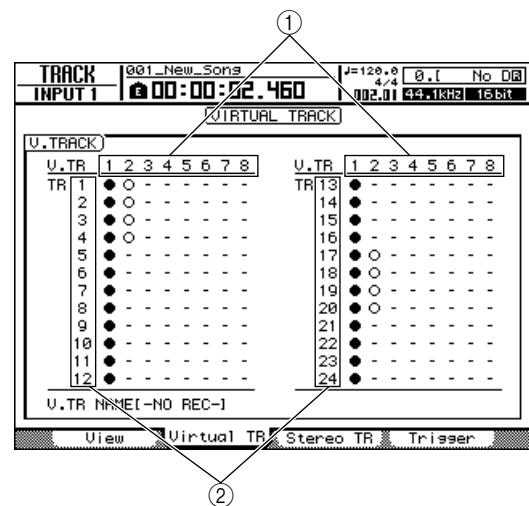 ①
TRACK 001_New_Song ♩=120.0 4/4 0.[ No D
INPUT 1 00:00:02.460 002.01 44.1kHz 16bit
VIRTUAL TRACK
V.TRACK
V.TR 1 2 3 4 5 6 7 8 V.TR 1 2 3 4 5 6 7 8
TR 1 ● ○ - - - - - - TR 13 ● - - - - - - -
2 ● ○ - - - - - - 14 ● - - - - - - -
3 ● ○ - - - - - - 15 ● - - - - - - -
4 ● ○ - - - - - - 16 ● - - - - - - -
5 ● - - - - - - - 17 ● ○ - - - - - -
6 ● - - - - - - - 18 ● ○ - - - - - -
7 ● - - - - - - - 19 ● ○ - - - - - -
8 ● - - - - - - - 20 ● ○ - - - - - -
9 ● - - - - - - - 21 ● - - - - - - -
10 ● - - - - - - - 22 ● - - - - - - -
11 ● - - - - - - - 23 ● - - - - - - -
12 ● - - - - - - - 24 ● - - - - - - -
V.TR NAME[-NO REC-]
View Virtual TR Stereo TR Trigger
②